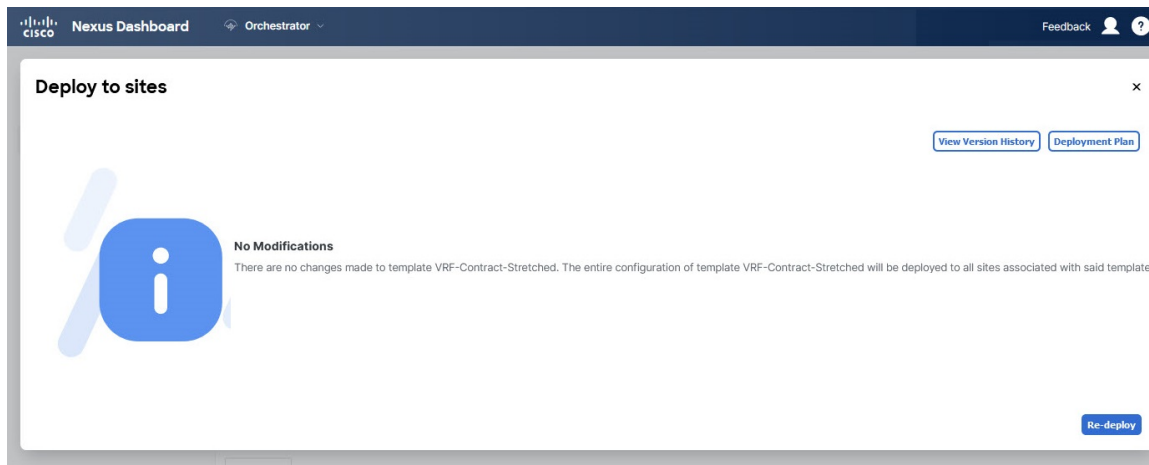 CISCO Nexus Dashboard Orchestrator Feedback ?
Deploy to sites
View Version History Deployment Plan
No Modifications
There are no changes made to template VRF-Contract-Stretched. The entire configuration of template VRF-Contract-Stretched will be deployed to all sites associated with said template
Re-deploy